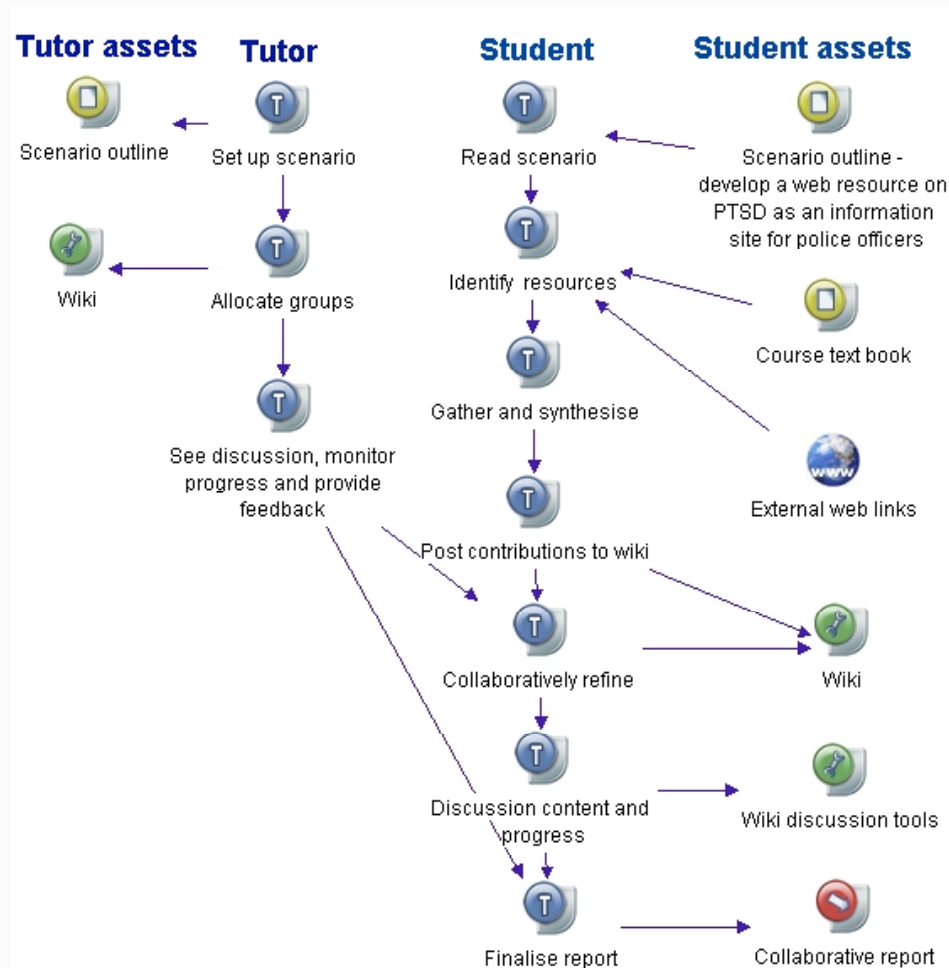 Tutor assets
Tutor
Student
Student assets
Scenario outline
Set up scenario
Read scenario
Scenario outline -
develop a web resource on
PTSD as an information
site for police officers
Wiki
Allocate groups
Identify resources
Course text book
Gather and synthesise
See discussion, monitor
progress and provide
feedback
External web links
Post contributions to wiki
Collaboratively refine
Wiki
Discussion content and
progress
Wiki discussion tools
Finalise report
Collaborative report
T
T
T
T
T
T
T
T
T
T
www